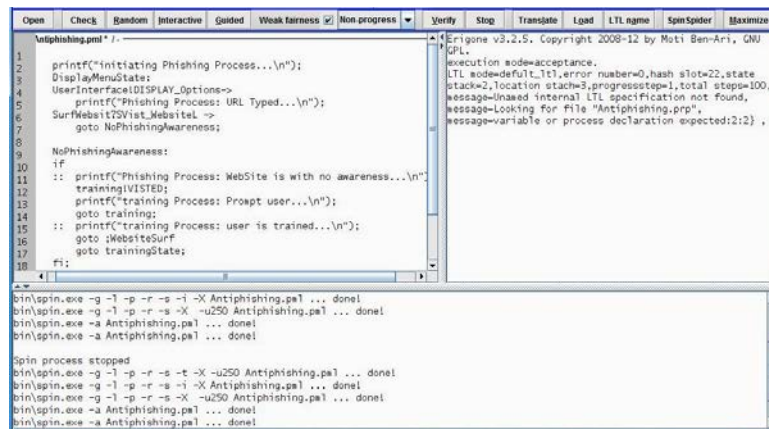 Open Check Random Interactive Guided Weak fairness Non-progress Verify Stop Translate Load LTL name SpinSpider Maximize
\ntiphishing.pml * / -
1
2 printf("initiating Phishing Process...\n");
3 DisplayMenuState:
4 UserInterface!DISPLAY_Options->
5 printf("Phishing Process: URL Typed...\n");
6 SurfWebsit?SVist_WebsiteL ->
7 goto NoPhishingAwareness;
8
9 NoPhishingAwareness:
10 if
11 :: printf("Phishing Process: WebSite is with no awareness...\n")
12 training!VISTED;
13 printf("training Process: Prompt user...\n");
14 goto training;
15 :: printf("training Process: user is trained...\n");
16 goto ;WebsiteSurf
17 goto trainingState;
18 fi;
Erigone v3.2.5. Copyright 2008-12 by Moti Ben-Ari, GNU
GPL.
execution mode=acceptance.
LTL mode=defult_ltl,error number=0,hash slot=22,state
stack=2,location stach=3,progressstep=1,total steps=100,
message=Unamed internal LTL specification not found,
message=Looking for file "Antiphishing.prp",
message=variable or process declaration expected:2:2} ,
bin\spin.exe -g -l -p -r -s -i -X Antiphishing.pml ... done!
bin\spin.exe -g -l -p -r -s -X -u250 Antiphishing.pml ... done!
bin\spin.exe -a Antiphishing.pml ... done!
bin\spin.exe -a Antiphishing.pml ... done!
Spin process stopped
bin\spin.exe -g -l -p -r -s -t -X -u250 Antiphishing.pml ... done!
bin\spin.exe -g -l -p -r -s -i -X Antiphishing.pml ... done!
bin\spin.exe -g -l -p -r -s -X -u250 Antiphishing.pml ... done!
bin\spin.exe -a Antiphishing.pml ... done!
bin\spin.exe -a Antiphishing.pml ... done!